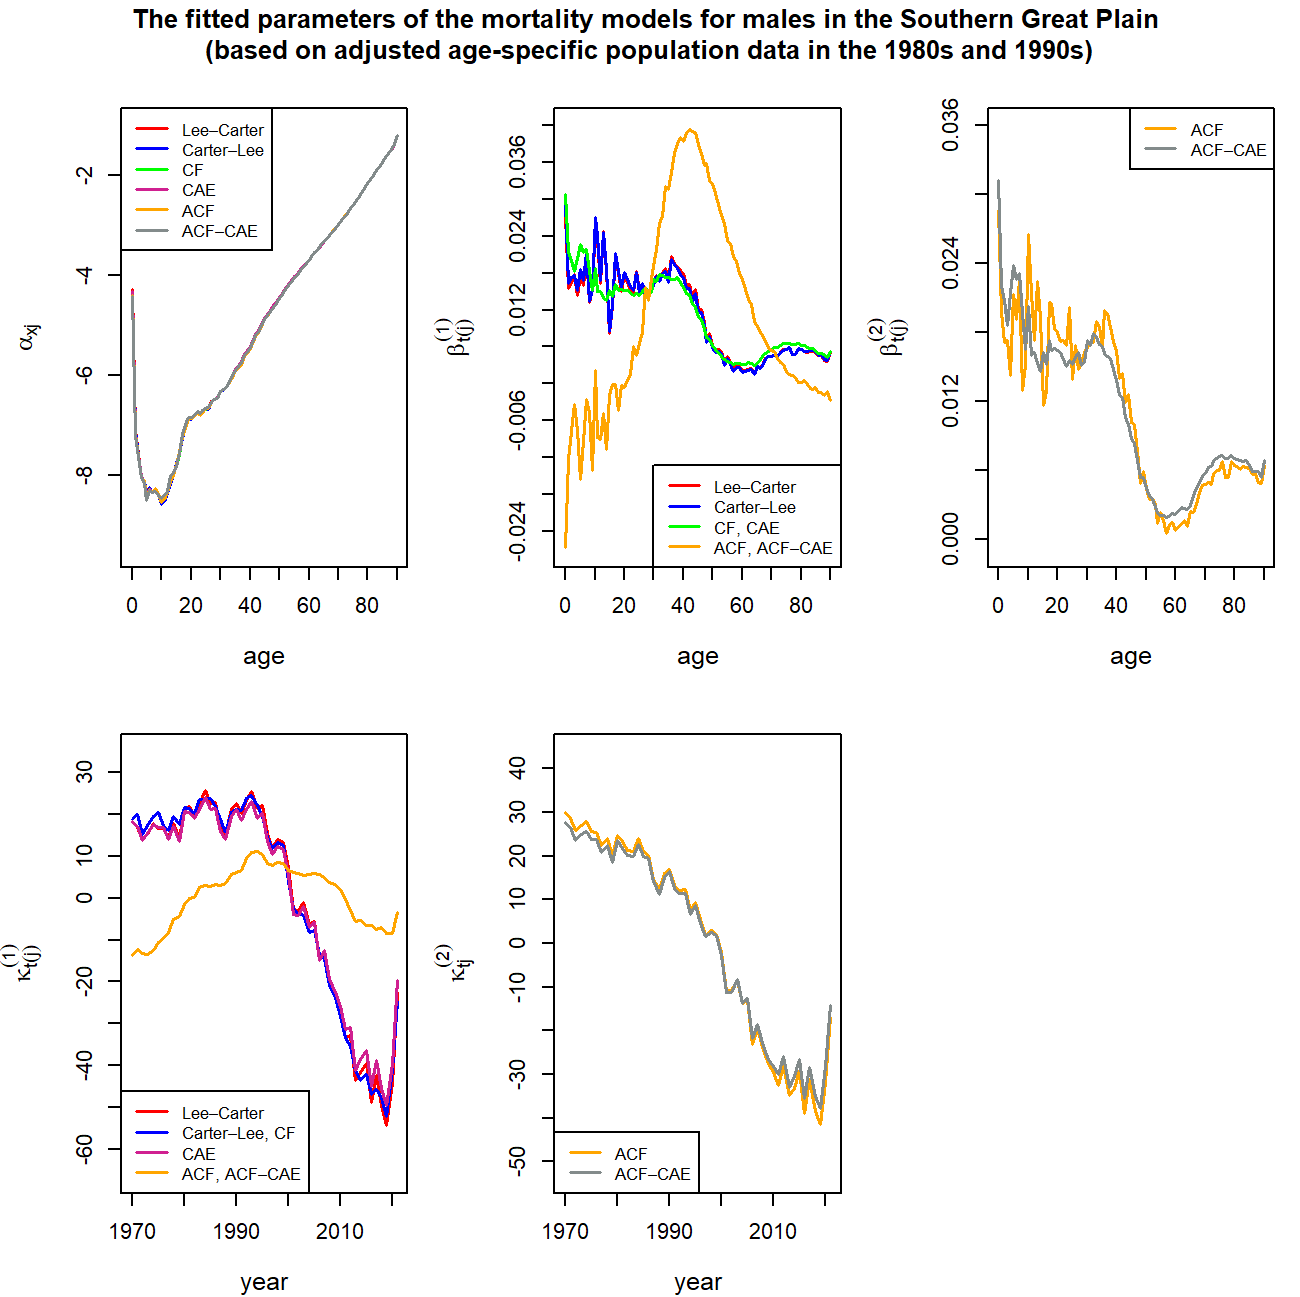 The fitted parameters of the mortality models for males in the Southern Great Plain
(based on adjusted age-specific population data in the 1980s and 1990s)
Lee–Carter
Carter–Lee
CF
CAE
ACF
ACF–CAE
-2
-4
-6
-8
αxj
0 20 40 60 80
age
0.036
0.024
0.012
-0.006
-0.024
β(1)t(j)
Lee–Carter
Carter–Lee
CF, CAE
ACF, ACF–CAE
0 20 40 60 80
age
0.036
0.024
0.012
0.000
β(2)t(j)
ACF
ACF–CAE
0 20 40 60 80
age
30
10
0
-20
-40
-60
κ(1)t(j)
Lee–Carter
Carter–Lee, CF
CAE
ACF, ACF–CAE
1970 1990 2010
year
40
30
20
10
0
-10
-30
-50
κ(2)tj
ACF
ACF–CAE
1970 1990 2010
year